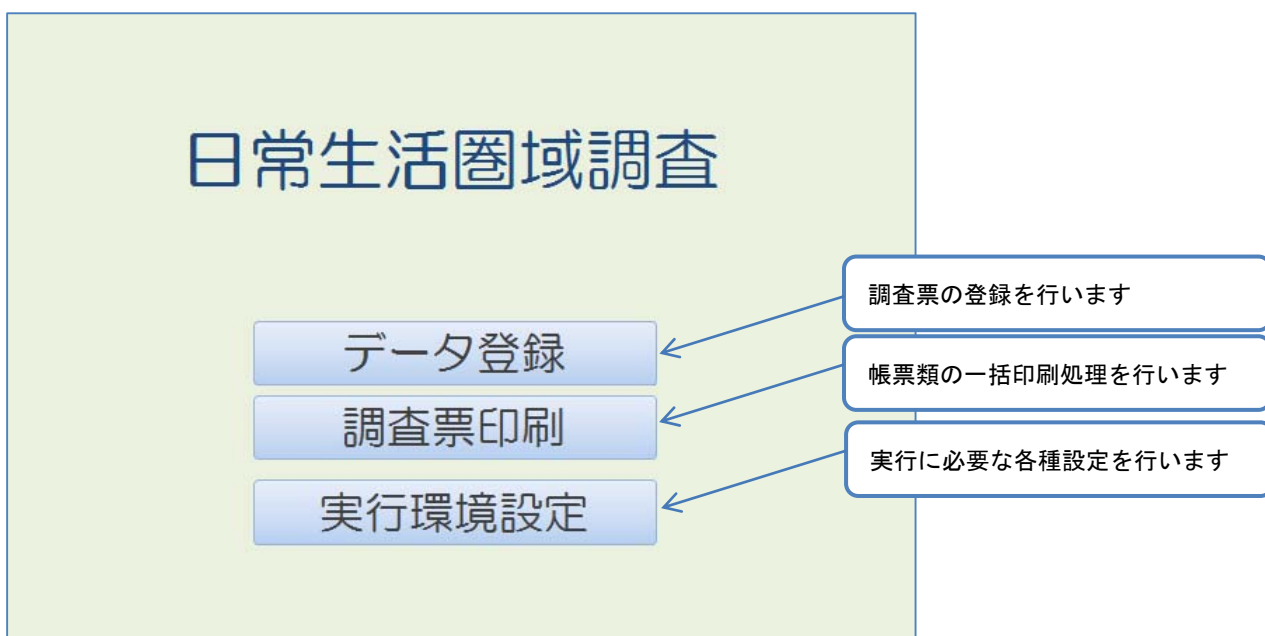 日常生活圏域調査
データ登録
調査票印刷
実行環境設定
調査票の登録を行います
帳票類の一括印刷処理を行います
実行に必要な各種設定を行います